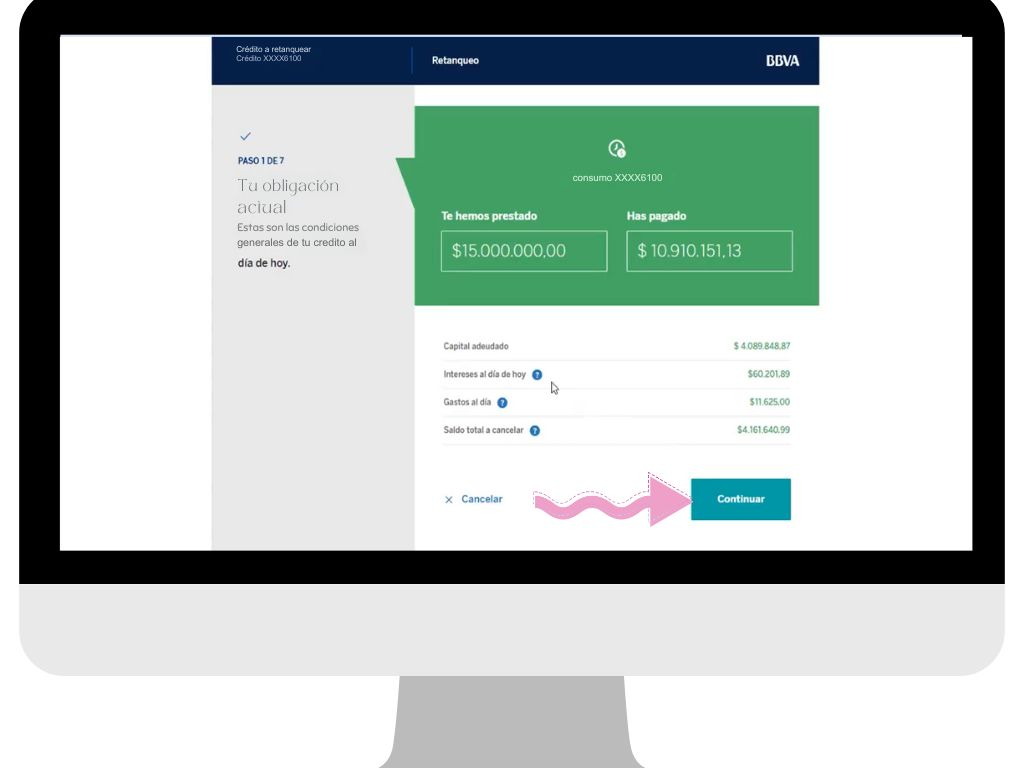 Crédito a retanquear
Crédito XXXX6100
Retanqueo
BBVA
PASO 1 DE 7
Tu obligación
actual
Estas son las condiciones
generales de tu credito al
día de hoy.
consumo XXXX6100
Te hemos prestado
Has pagado
$15.000.000,00
$ 10.910.151,13
Capital adeudado
$ 4.089.848,87
Intereses al día de hoy ?
$60.201,89
Gastos al día ?
$11.625,00
Saldo total a cancelar ?
$4.161.640,99
× Cancelar
Continuar